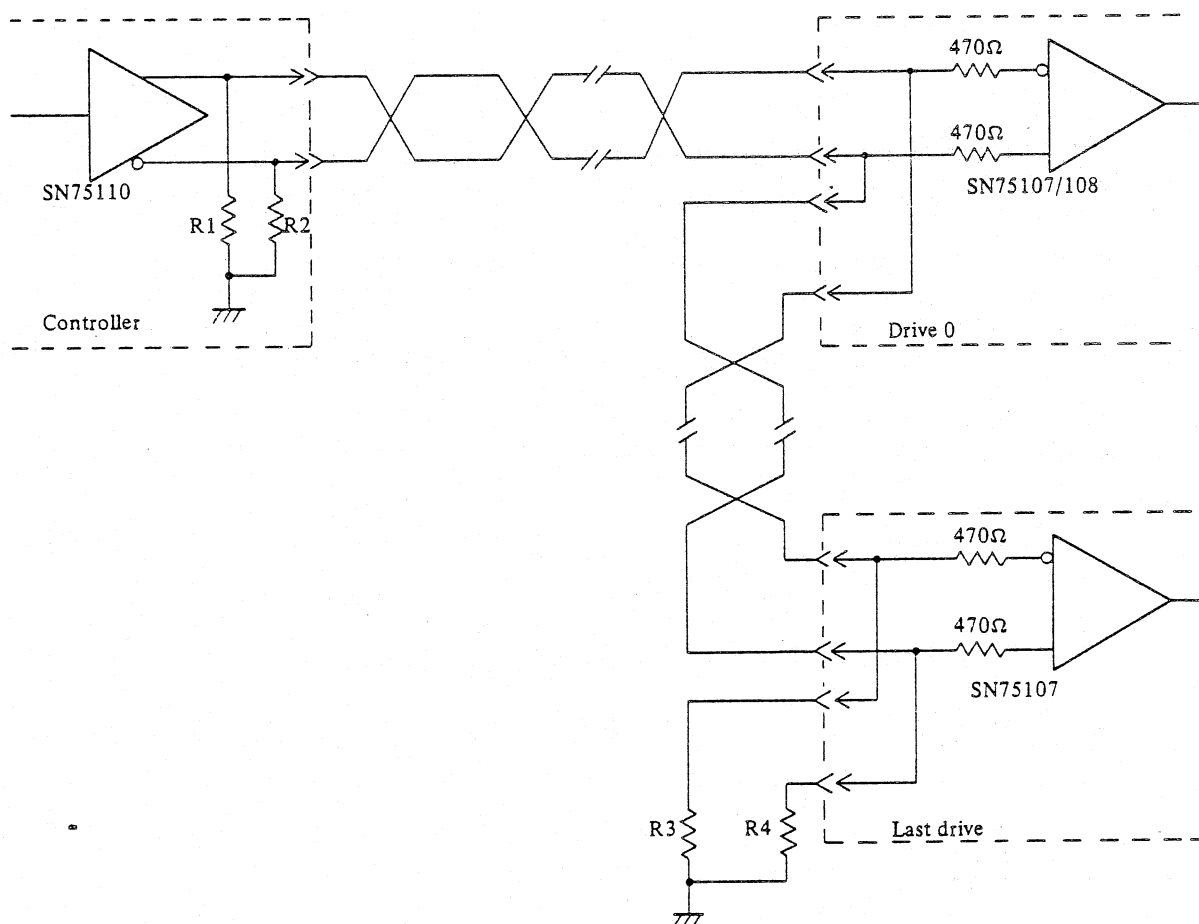 470Ω
470Ω
SN75110
SN75107/108
R1
R2
Controller
Drive 0
470Ω
470Ω
SN75107
R3
R4
Last drive